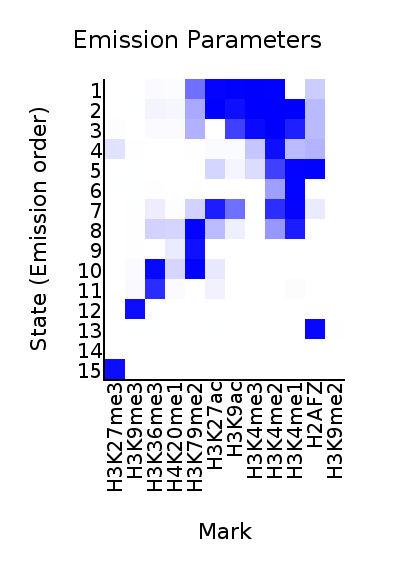 Emission Parameters
State (Emission order)
1
2
3
4
5
6
7
8
9
10
11
12
13
14
15
H3K27me3
H3K9me3
H3K36me3
H4K20me1
H3K79me2
H3K27ac
H3K9ac
H3K4me3
H3K4me2
H3K4me1
H2AFZ
H3K9me2
Mark